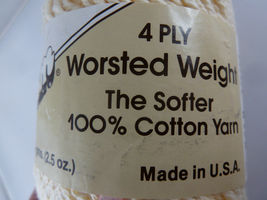 4 PLY
® Worsted Weight
The Softer
100% Cotton Yarn
(2.5 oz.)
Made in U.S.A.